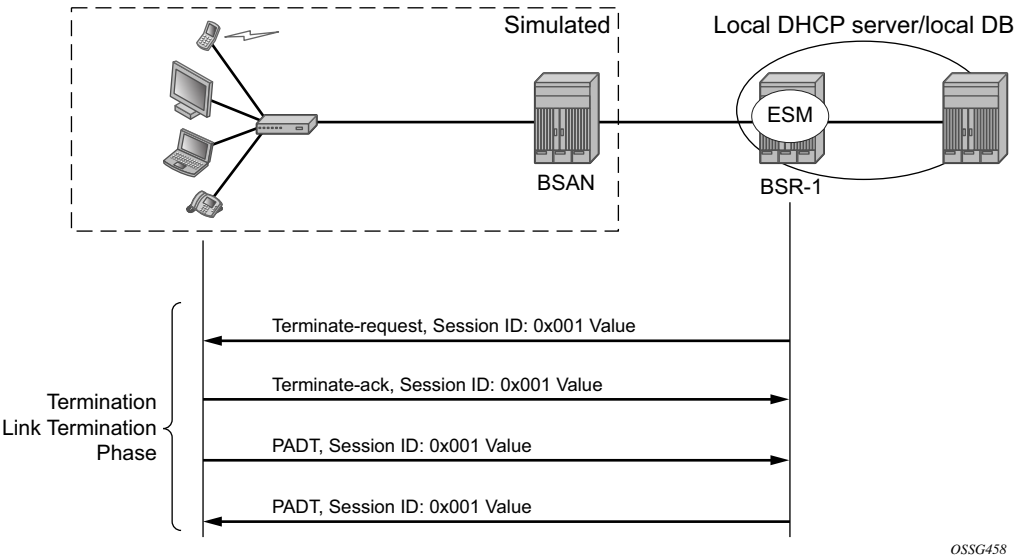 Simulated
Local DHCP server/local DB
ESM
BSAN
BSR-1
Terminate-request, Session ID: 0x001 Value
Terminate-ack, Session ID: 0x001 Value
Termination
Link Termination
Phase
PADT, Session ID: 0x001 Value
PADT, Session ID: 0x001 Value
OSSG458